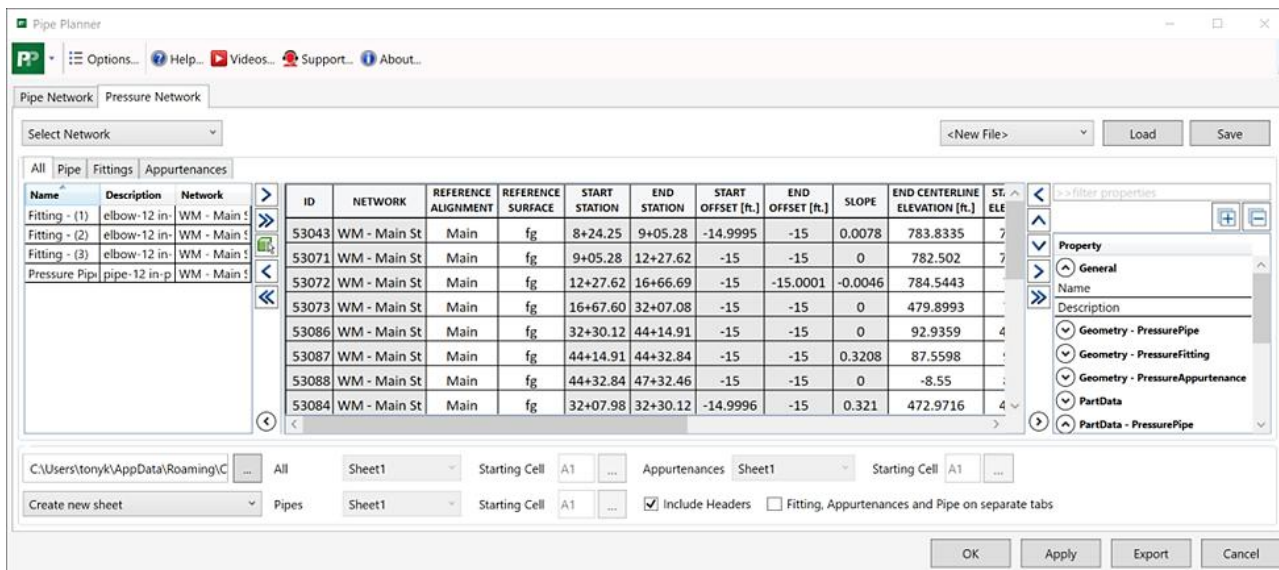 Pipe Planner
PP Options... Help... Videos... Support... About...
Pipe Network Pressure Network
Select Network <New File> Load Save
All Pipe Fittings Appurtenances
Name Description Network
Fitting - (1) elbow-12 in- WM - Main S
Fitting - (2) elbow-12 in- WM - Main S
Fitting - (3) elbow-12 in- WM - Main S
Pressure Pip pipe-12 in-p WM - Main S
ID NETWORK REFERENCE ALIGNMENT REFERENCE SURFACE START STATION END STATION START OFFSET [ft.] END OFFSET [ft.] SLOPE END CENTERLINE ELEVATION [ft.] STA ELE
53043 WM - Main St Main fg 8+24.25 9+05.28 -14.9995 -15 0.0078 783.8335 7
53071 WM - Main St Main fg 9+05.28 12+27.62 -15 -15 0 782.502 7
53072 WM - Main St Main fg 12+27.62 16+66.69 -15 -15.0001 -0.0046 784.5443
53073 WM - Main St Main fg 16+67.60 32+07.08 -15 -15 0 479.8993
53086 WM - Main St Main fg 32+30.12 44+14.91 -15 -15 0 92.9359 4
53087 WM - Main St Main fg 44+14.91 44+32.84 -15 -15 0.3208 87.5598
53088 WM - Main St Main fg 44+32.84 47+32.46 -15 -15 0 -8.55
53084 WM - Main St Main fg 32+07.98 32+30.12 -14.9996 -15 0.321 472.9716 4
>>filter properties
Property
General
Name
Description
Geometry - PressurePipe
Geometry - PressureFitting
Geometry - PressureAppurtenance
PartData
PartData - PressurePipe
C:\Users\tonyk\AppData\Roaming\C ... All Sheet1 Starting Cell A1 ... Appurtenances Sheet1 Starting Cell A1 ...
Create new sheet Pipes Sheet1 Starting Cell A1 ... Include Headers Fitting, Appurtenances and Pipe on separate tabs
OK Apply Export Cancel